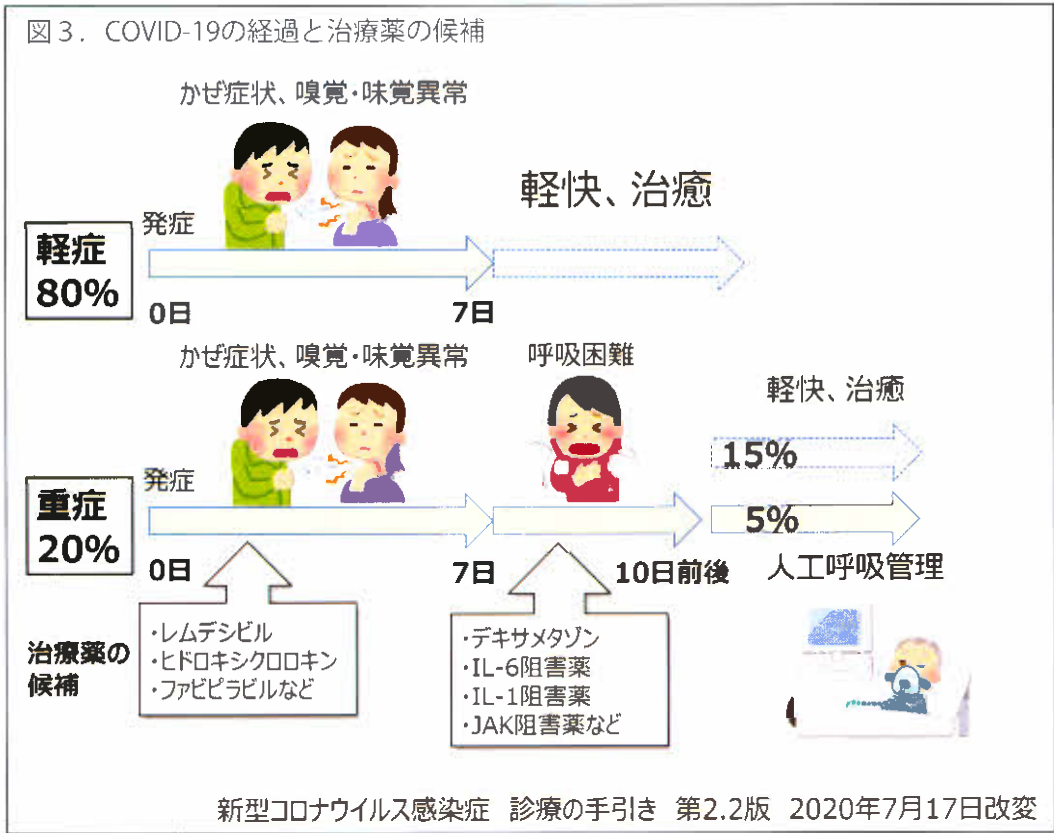 図３．COVID-19の経過と治療薬の候補
かぜ症状、嗅覚・味覚異常
軽快、治癒
発症
軽症
80%
0日
7日
かぜ症状、嗅覚・味覚異常
呼吸困難
軽快、治癒
15%
発症
重症
20%
5%
0日
7日
10日前後
人工呼吸管理
治療薬の
候補
・レムデシビル
・ヒドロキシクロロキン
・ファビピラビルなど
・デキサメタゾン
・IL-6阻害薬
・IL-1阻害薬
・JAK阻害薬など
新型コロナウイルス感染症 診療の手引き 第2.2版 2020年7月17日改変